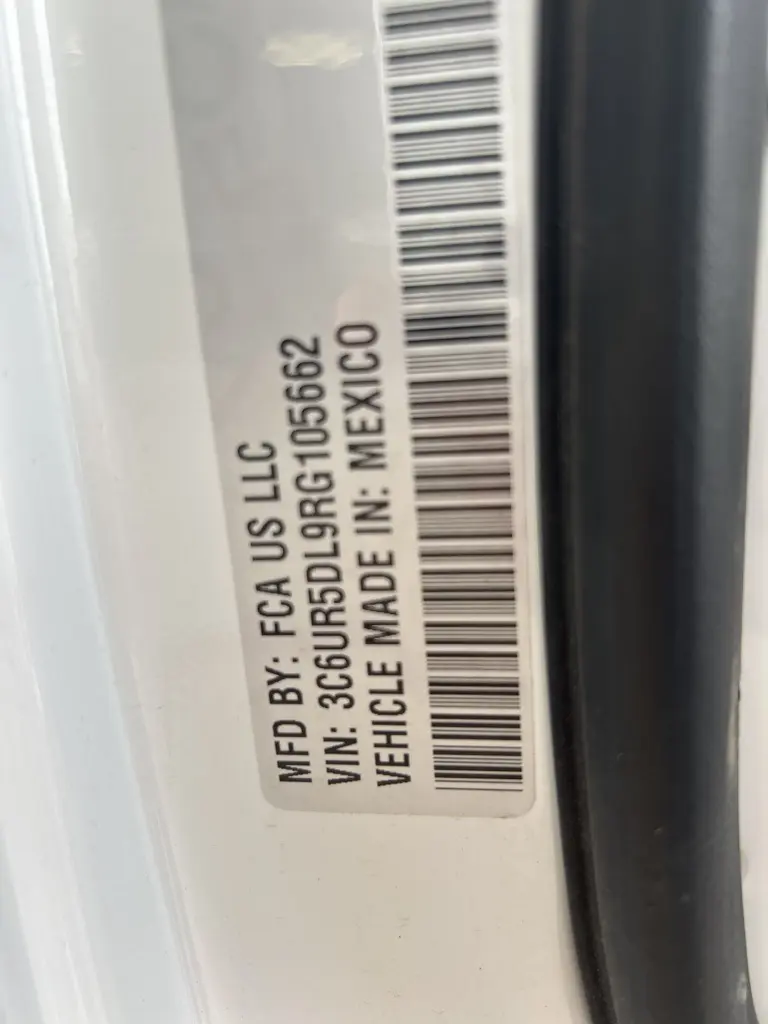 MFD BY: FCA US LLC
VIN: 3C6UR5DL9RG105662
VEHICLE MADE IN: MEXICO